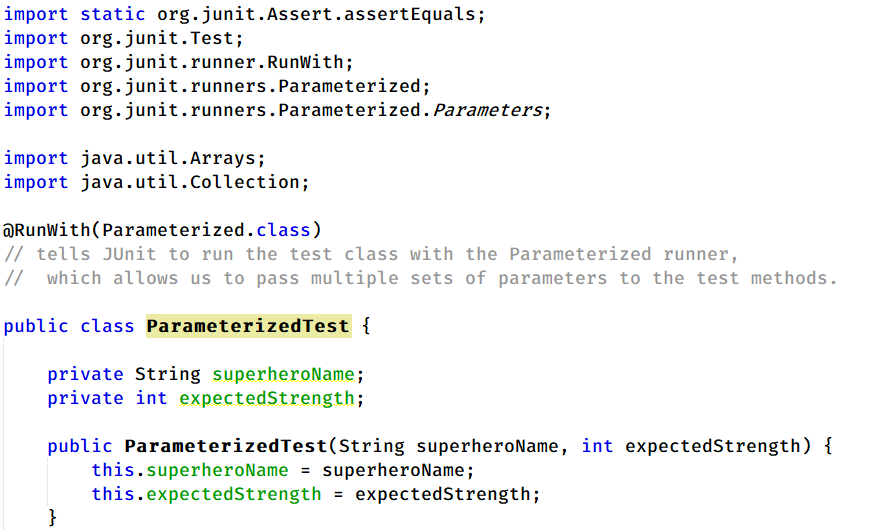 import static org.junit.Assert.assertEquals;
import org.junit.Test;
import org.junit.runner.RunWith;
import org.junit.runners.Parameterized;
import org.junit.runners.Parameterized.Parameters;

import java.util.Arrays;
import java.util.Collection;

@RunWith(Parameterized.class)
// tells JUnit to run the test class with the Parameterized runner,
//  which allows us to pass multiple sets of parameters to the test methods.

public class ParameterizedTest {

    private String superheroName;
    private int expectedStrength;

    public ParameterizedTest(String superheroName, int expectedStrength) {
        this.superheroName = superheroName;
        this.expectedStrength = expectedStrength;
    }